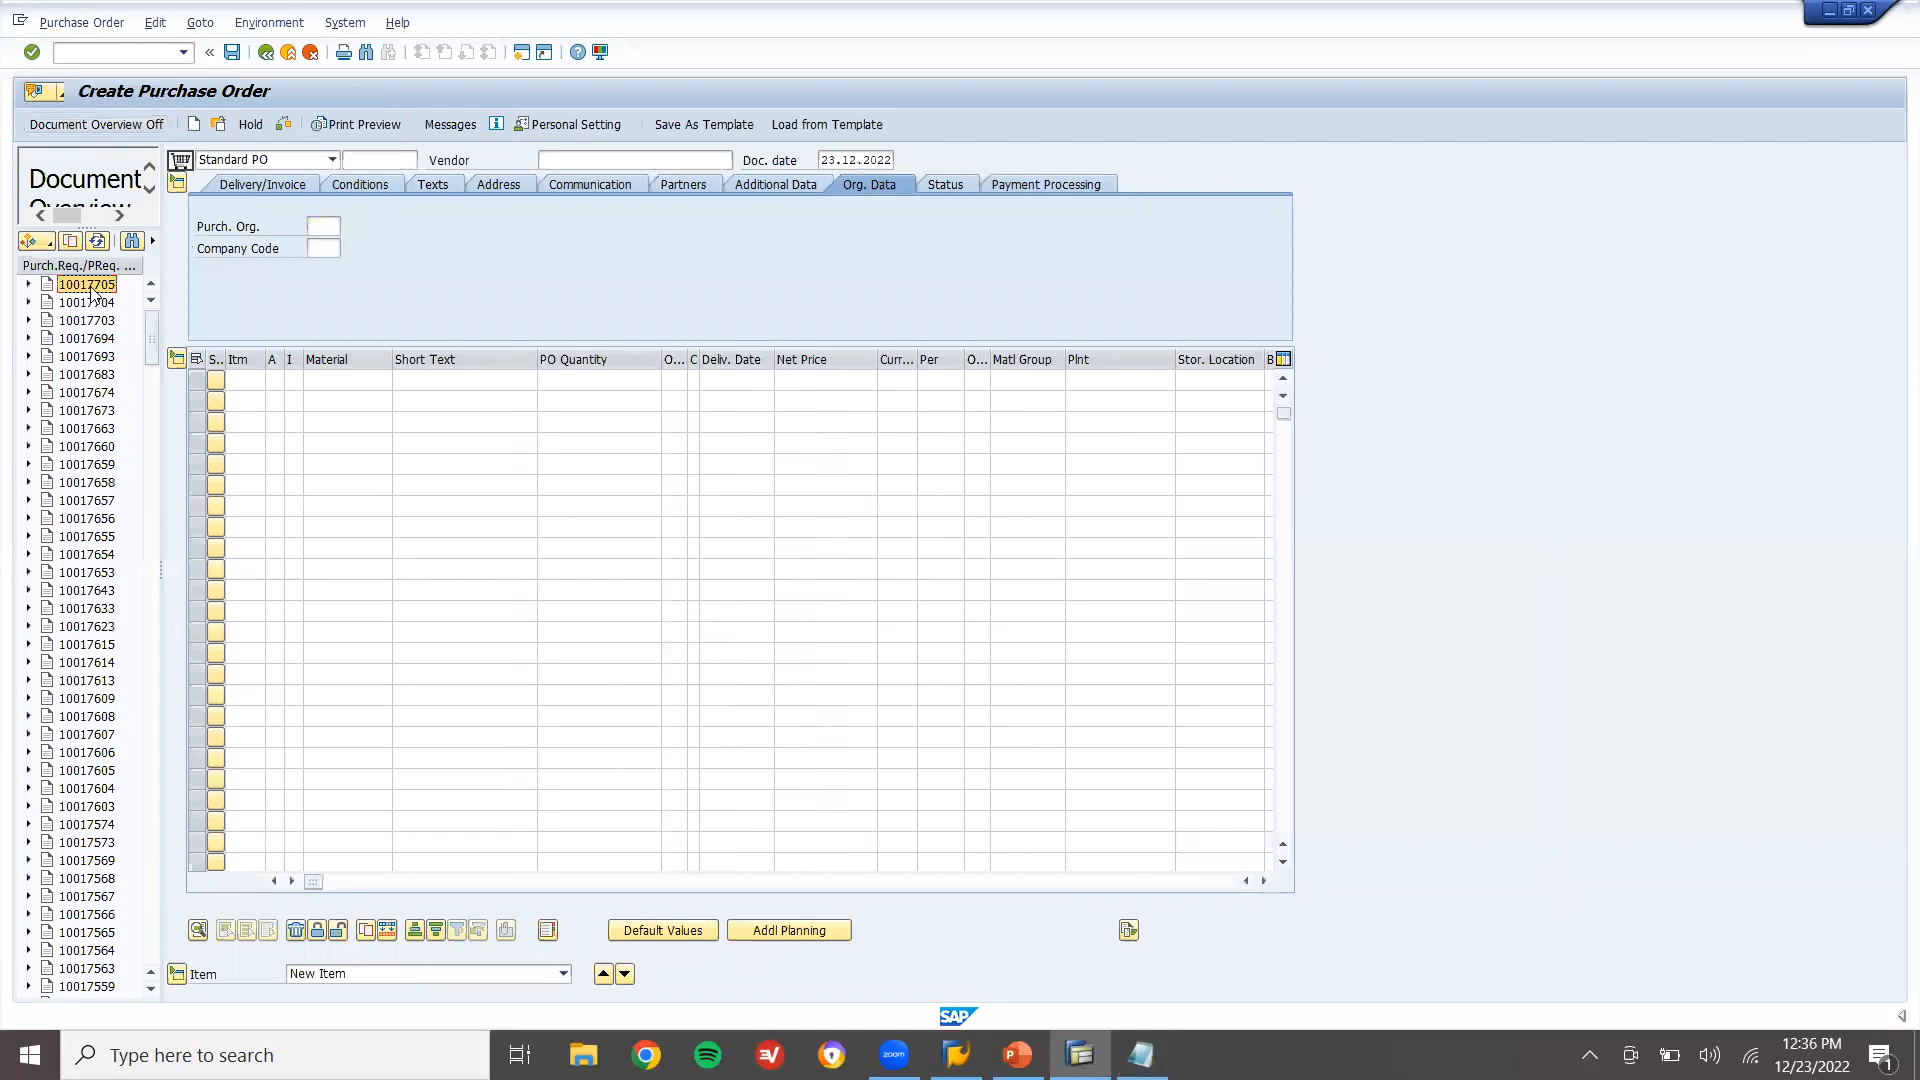 Purchase Order Edit Goto Environment System Help
Create Purchase Order
Document Overview Off Hold Print Preview Messages Personal Setting Save As Template Load from Template
Document
Overview
Standard PO Vendor Doc. date 23.12.2022
Delivery/Invoice Conditions Texts Address Communication Partners Additional Data Org. Data Status Payment Processing
Purch. Org.
Company Code
Purch.Req./PReq. ...
10017705
10017704
10017703
10017694
10017693
10017683
10017674
10017673
10017663
10017660
10017659
10017658
10017657
10017656
10017655
10017654
10017653
10017643
10017633
10017623
10017615
10017614
10017613
10017609
10017608
10017607
10017606
10017605
10017604
10017603
10017574
10017573
10017569
10017568
10017567
10017566
10017565
10017564
10017563
10017559
S.. Itm A I Material Short Text PO Quantity O... C Deliv. Date Net Price Curr... Per O... Matl Group Plnt Stor. Location B
Default Values Addl Planning
Item New Item
SAP
Type here to search
zoom
12:36 PM
12/23/2022
1